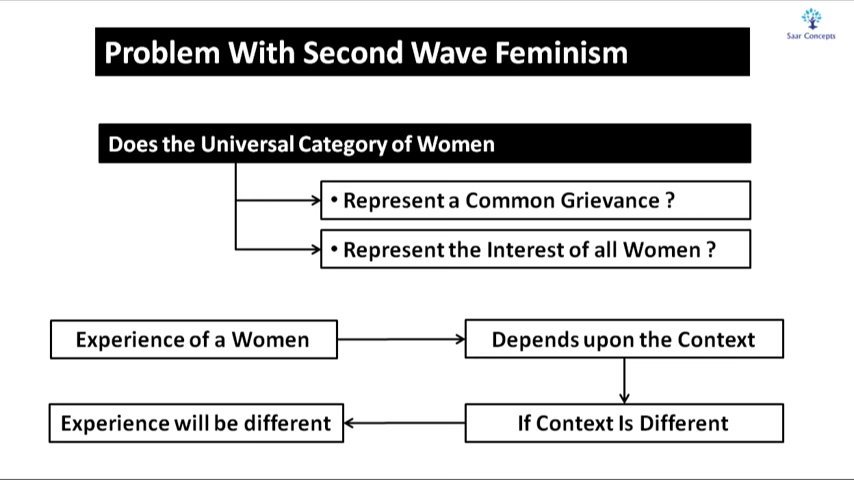 Saar Concepts
Problem With Second Wave Feminism
Does the Universal Category of Women
• Represent a Common Grievance ?
• Represent the Interest of all Women ?
Experience of a Women
Depends upon the Context
If Context Is Different
Experience will be different